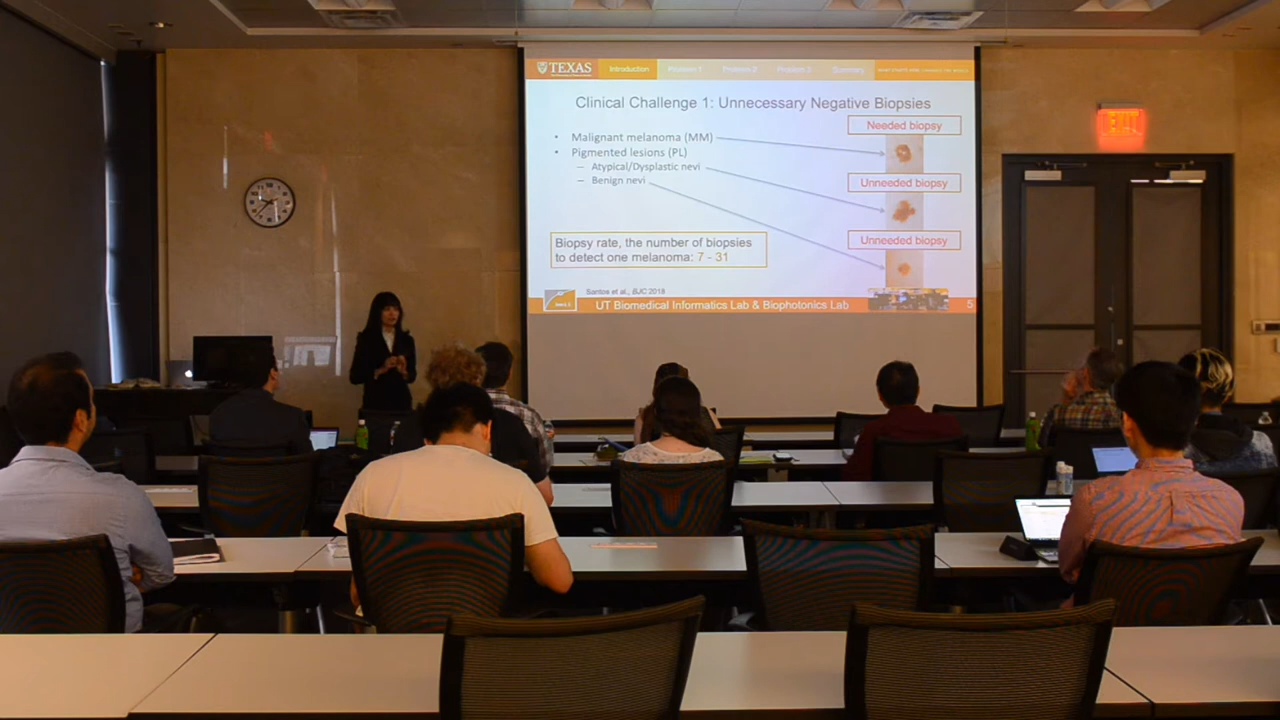 TEXAS
Introduction
Problem 1
Problem 2
Problem 3
Summary
Clinical Challenge 1: Unnecessary Negative Biopsies
• Malignant melanoma (MM)
• Pigmented lesions (PL)
– Atypical/Dysplastic nevi
– Benign nevi
Needed biopsy
Unneeded biopsy
Unneeded biopsy
Biopsy rate, the number of biopsies
to detect one melanoma: 7 - 31
Santos et al., BJC 2018
UT Biomedical Informatics Lab & Biophotonics Lab
5
EXIT